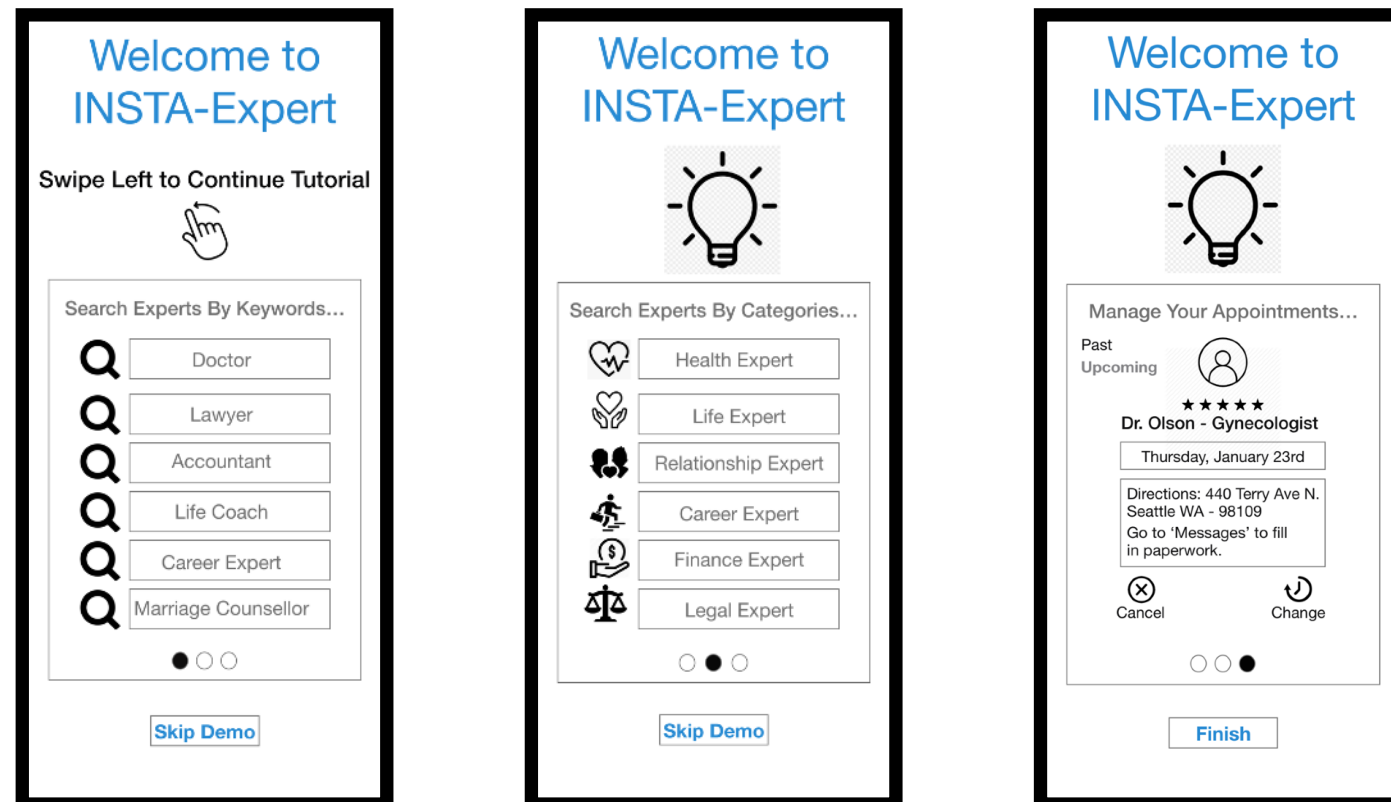 Welcome to
INSTA-Expert
Swipe Left to Continue Tutorial
Search Experts By Keywords...
Doctor
Lawyer
Accountant
Life Coach
Career Expert
Marriage Counsellor
Skip Demo
Welcome to
INSTA-Expert
Search Experts By Categories...
Health Expert
Life Expert
Relationship Expert
Career Expert
$
Finance Expert
Legal Expert
Skip Demo
Welcome to
INSTA-Expert
Manage Your Appointments...
Past
Upcoming
★★★★★
Dr. Olson - Gynecologist
Thursday, January 23rd
Directions: 440 Terry Ave N.
Seattle WA - 98109
Go to ‘Messages’ to fill
in paperwork.
Cancel
Change
Finish